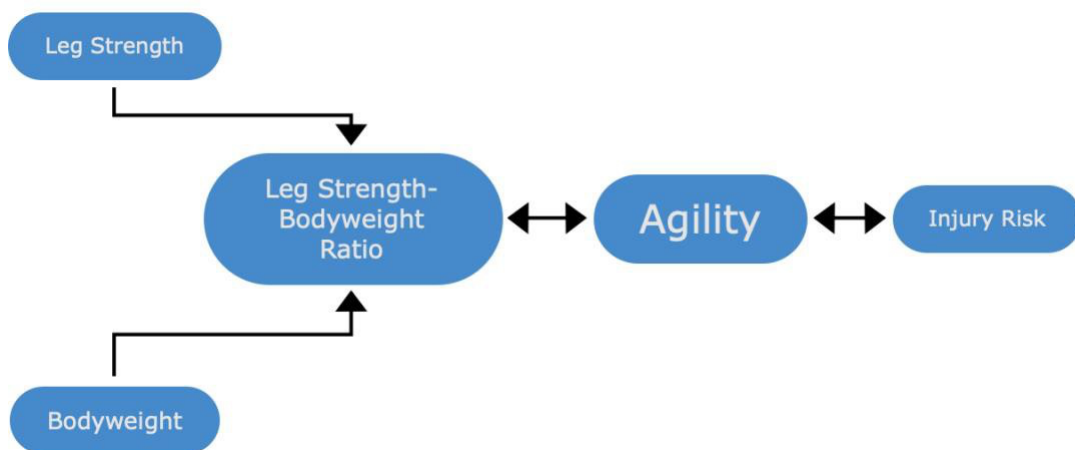 Leg Strength
Leg Strength-
Bodyweight
Ratio
Agility
Injury Risk
Bodyweight